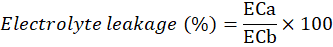 Electrolyte leakage (%) = ECa/ECb × 100